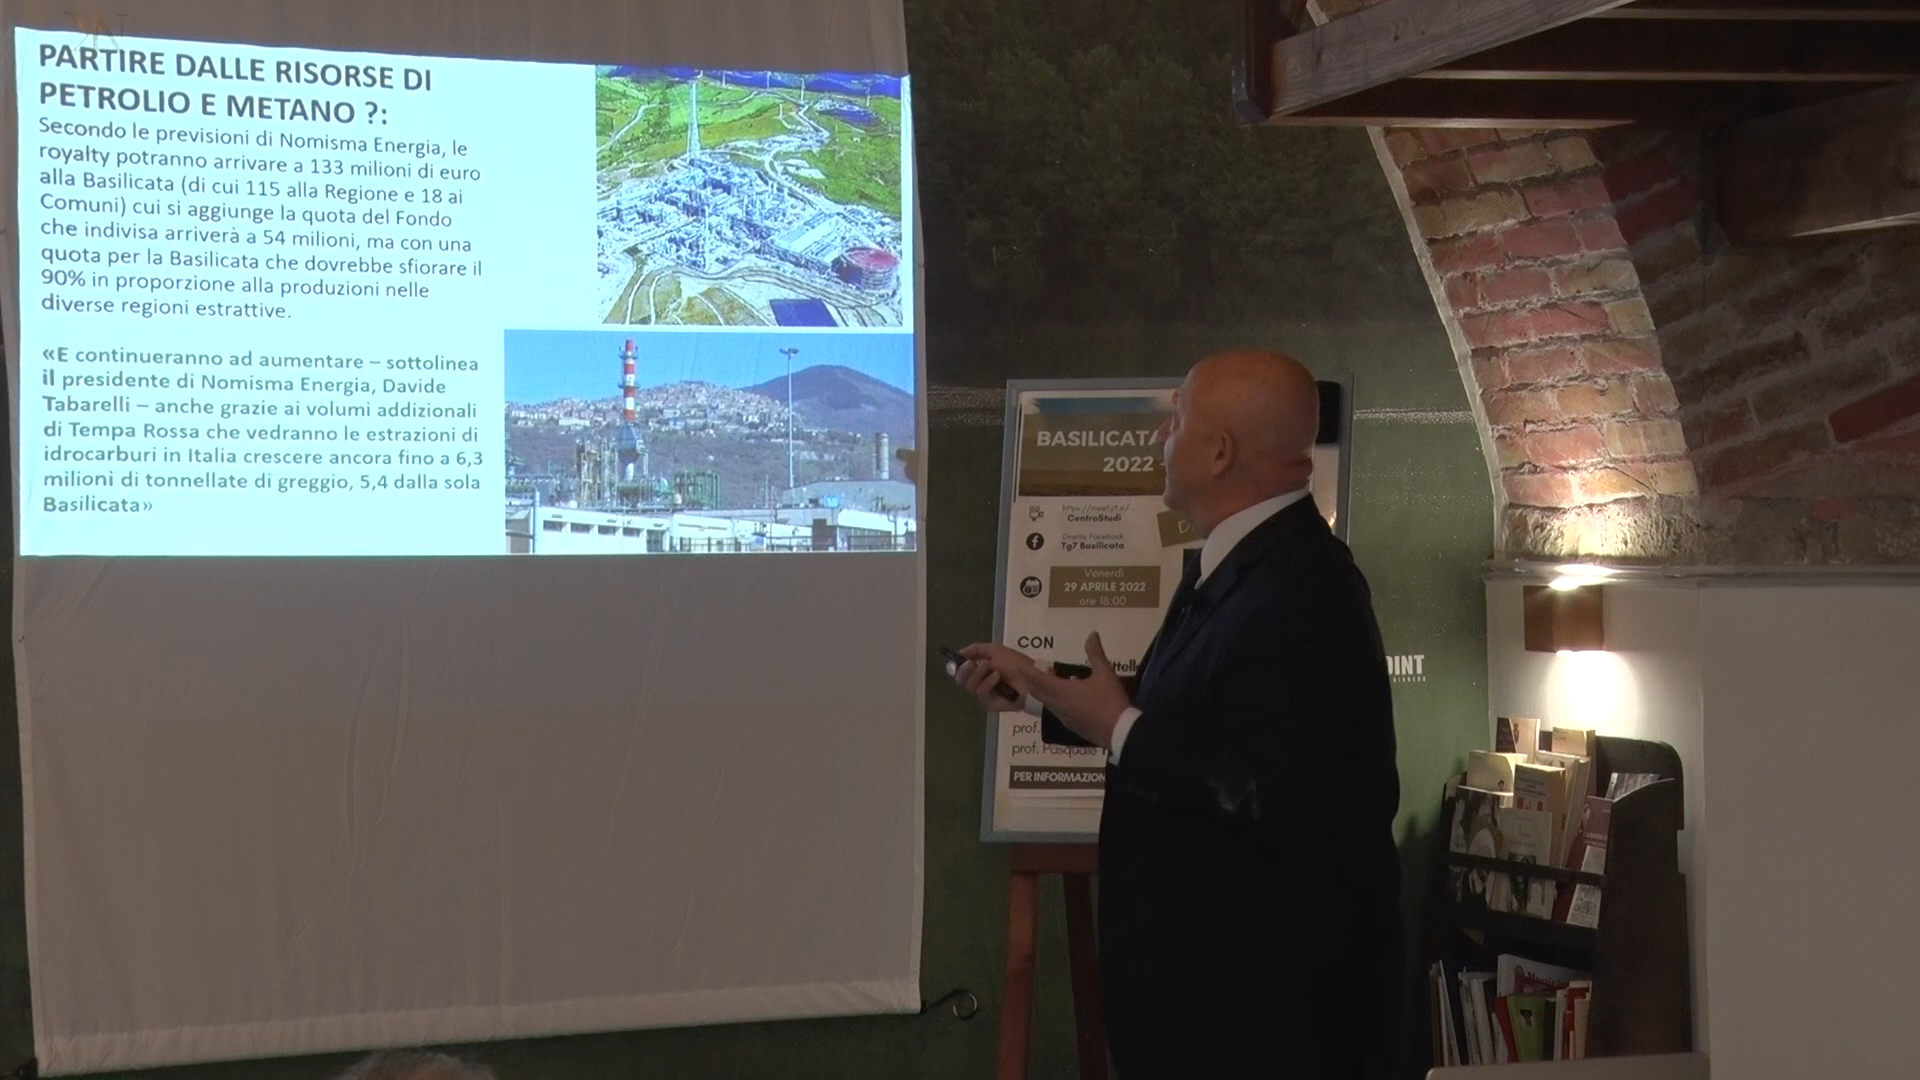 PARTIRE DALLE RISORSE DI
PETROLIO E METANO ?:
Secondo le previsioni di Nomisma Energia, le
royalty potranno arrivare a 133 milioni di euro
alla Basilicata (di cui 115 alla Regione e 18 ai
Comuni) cui si aggiunge la quota del Fondo
che indivisa arriverà a 54 milioni, ma con una
quota per la Basilicata che dovrebbe sfiorare il
90% in proporzione alla produzioni nelle
diverse regioni estrattive.
«E continueranno ad aumentare – sottolinea
il presidente di Nomisma Energia, Davide
Tabarelli – anche grazie ai volumi addizionali
di Tempa Rossa che vedranno le estrazioni di
idrocarburi in Italia crescere ancora fino a 6,3
milioni di tonnellate di greggio, 5,4 dalla sola
Basilicata»
BASILICATA
2022 -
https://meet.jit.si/
CentroStudi
Diretta Facebook
Tg7 Basilicata
Venerdì
29 APRILE 2022
ore 18:00
CON
prof.
prof. Pasquale
PER INFORMAZION
OINT